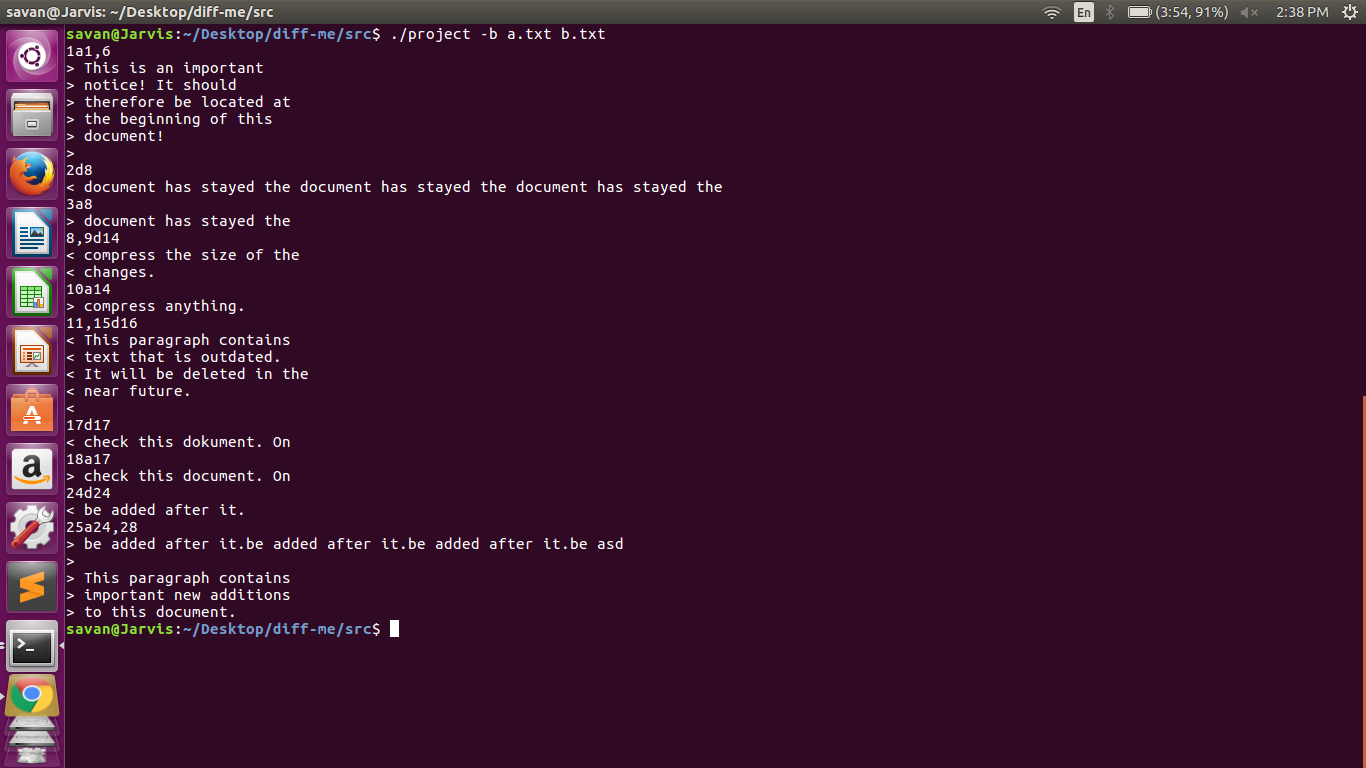 savan@Jarvis: ~/Desktop/diff-me/src
En
(3:54, 91%)
2:38 PM
savan@Jarvis:~/Desktop/diff-me/src$ ./project -b a.txt b.txt
1a1,6
> This is an important
> notice! It should
> therefore be located at
> the beginning of this
> document!
>
2d8
< document has stayed the document has stayed the document has stayed the
3a8
> document has stayed the
8,9d14
< compress the size of the
< changes.
10a14
> compress anything.
11,15d16
< This paragraph contains
< text that is outdated.
< It will be deleted in the
< near future.
<
17d17
< check this dokument. On
18a17
> check this document. On
24d24
< be added after it.
25a24,28
> be added after it.be added after it.be added after it.be asd
>
> This paragraph contains
> important new additions
> to this document.
savan@Jarvis:~/Desktop/diff-me/src$